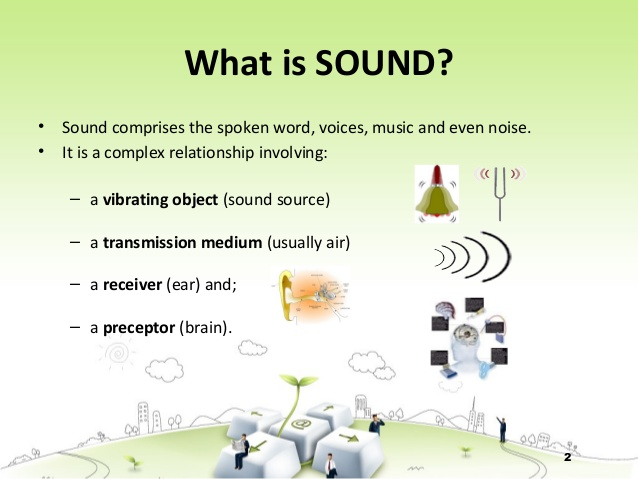 What is SOUND?
• Sound comprises the spoken word, voices, music and even noise.
• It is a complex relationship involving:
– a vibrating object (sound source)
– a transmission medium (usually air)
– a receiver (ear) and;
– a preceptor (brain).
@
2